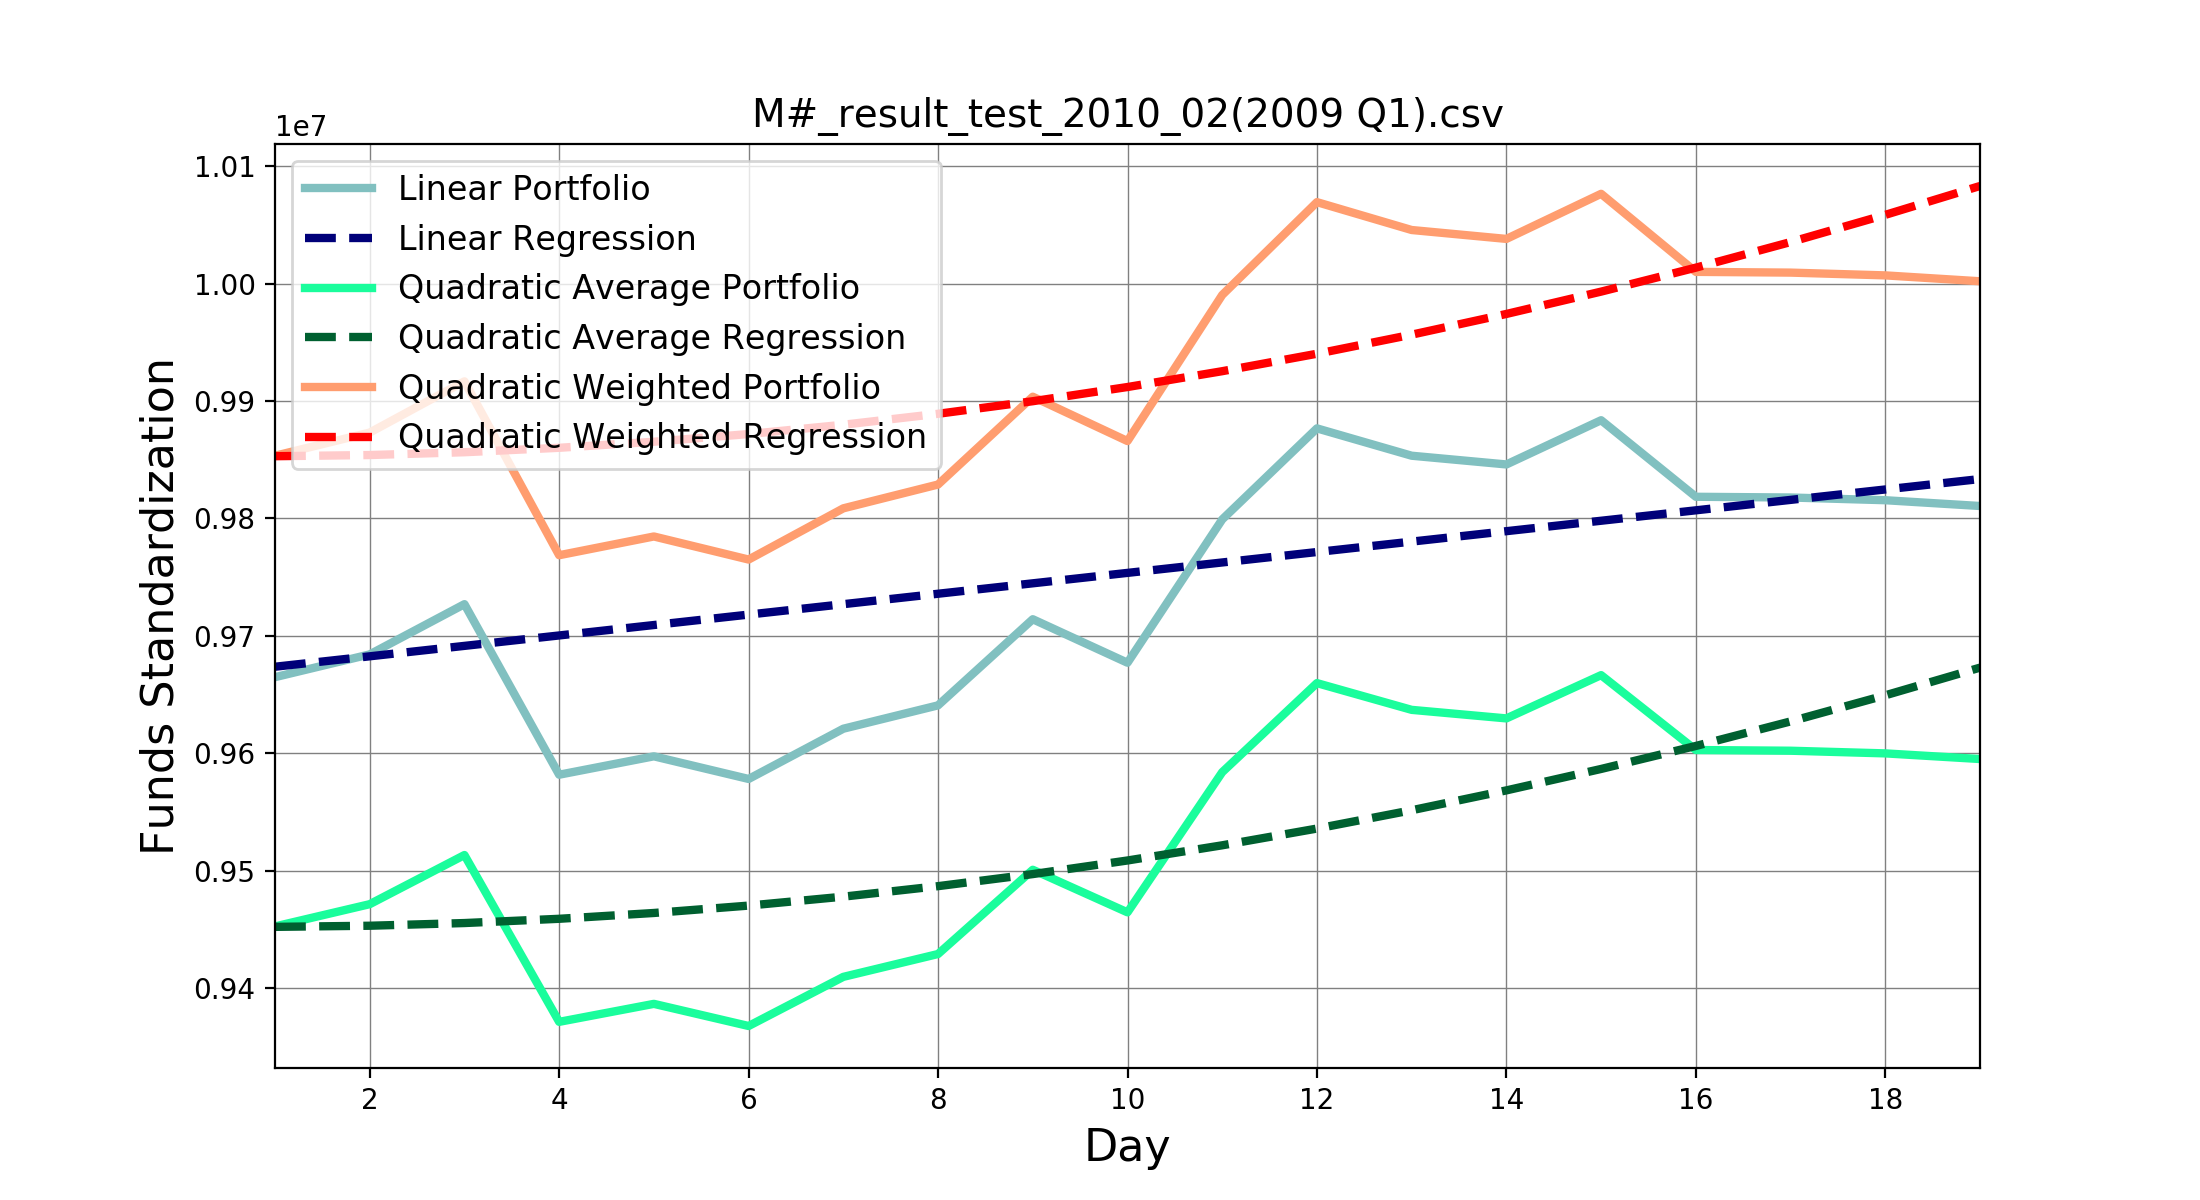 M#_result_test_2010_02(2009 Q1).csv
1e7
1.01
1.00
0.99
0.98
0.97
0.96
0.95
0.94
Funds Standardization
Linear Portfolio
Linear Regression
Quadratic Average Portfolio
Quadratic Average Regression
Quadratic Weighted Portfolio
Quadratic Weighted Regression
2 4 6 8 10 12 14 16 18
Day